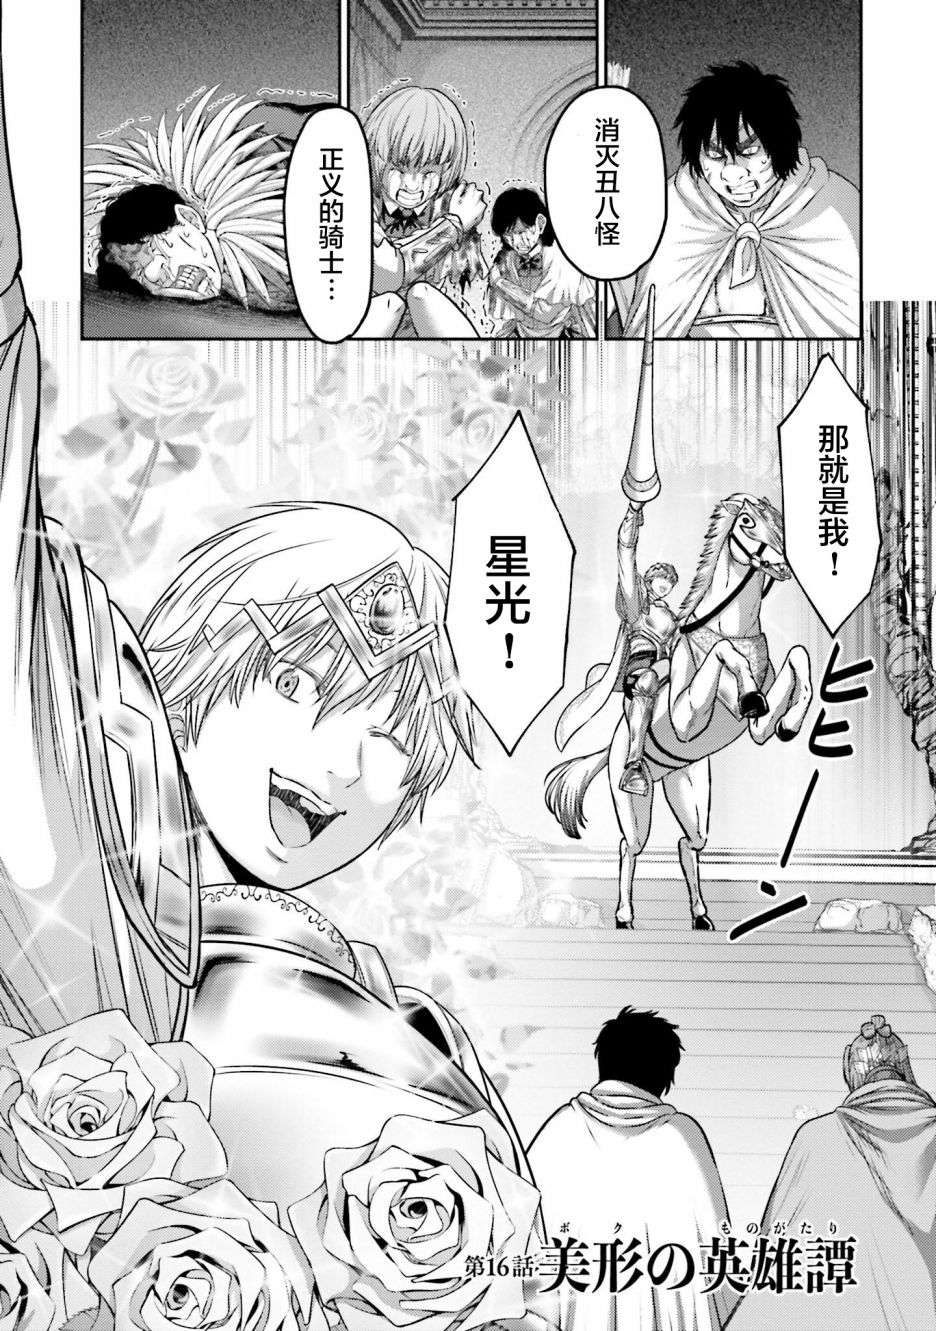 消灭丑八怪
正义的骑士…
那就是我！
ヒヒーン
星光！
ボク ものがたり
第16話 美形の英雄譚